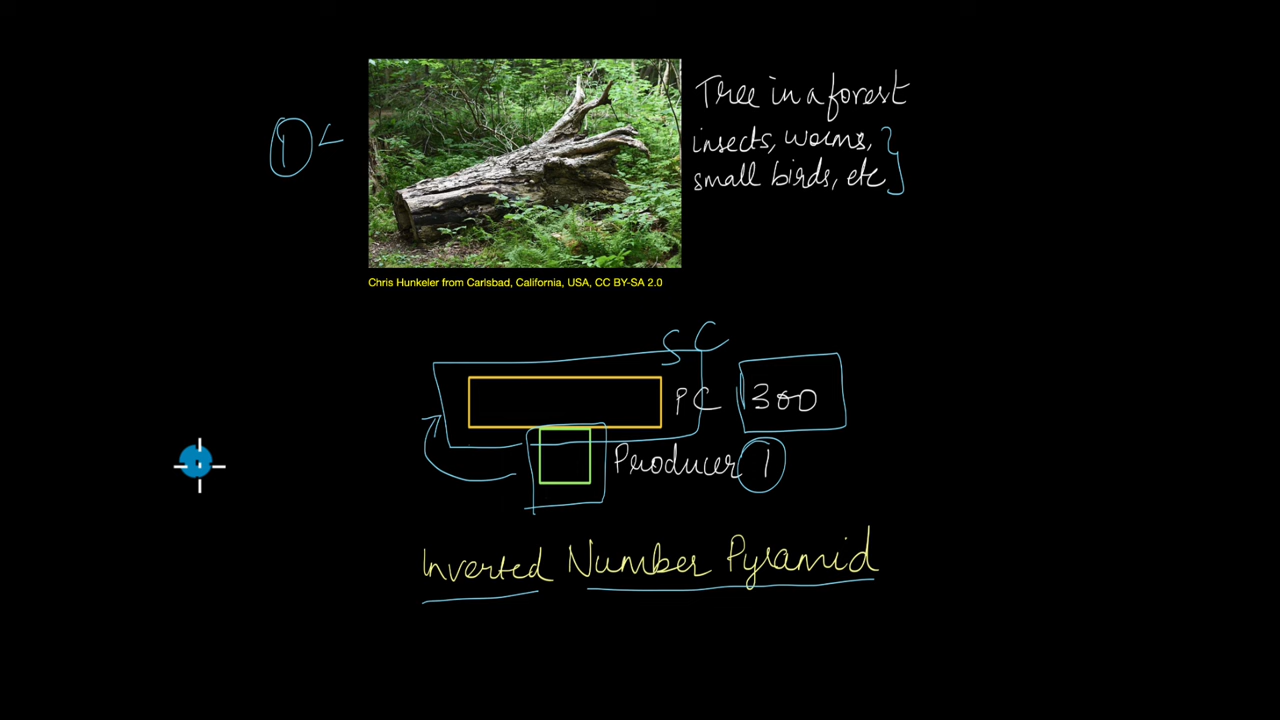 Tree in a forest
1 insects, worms,
small birds, etc
Chris Hunkeler from Carlsbad, California, USA, CC BY-SA 2.0
SC
PC 300
Producer 1
Inverted Number Pyramid